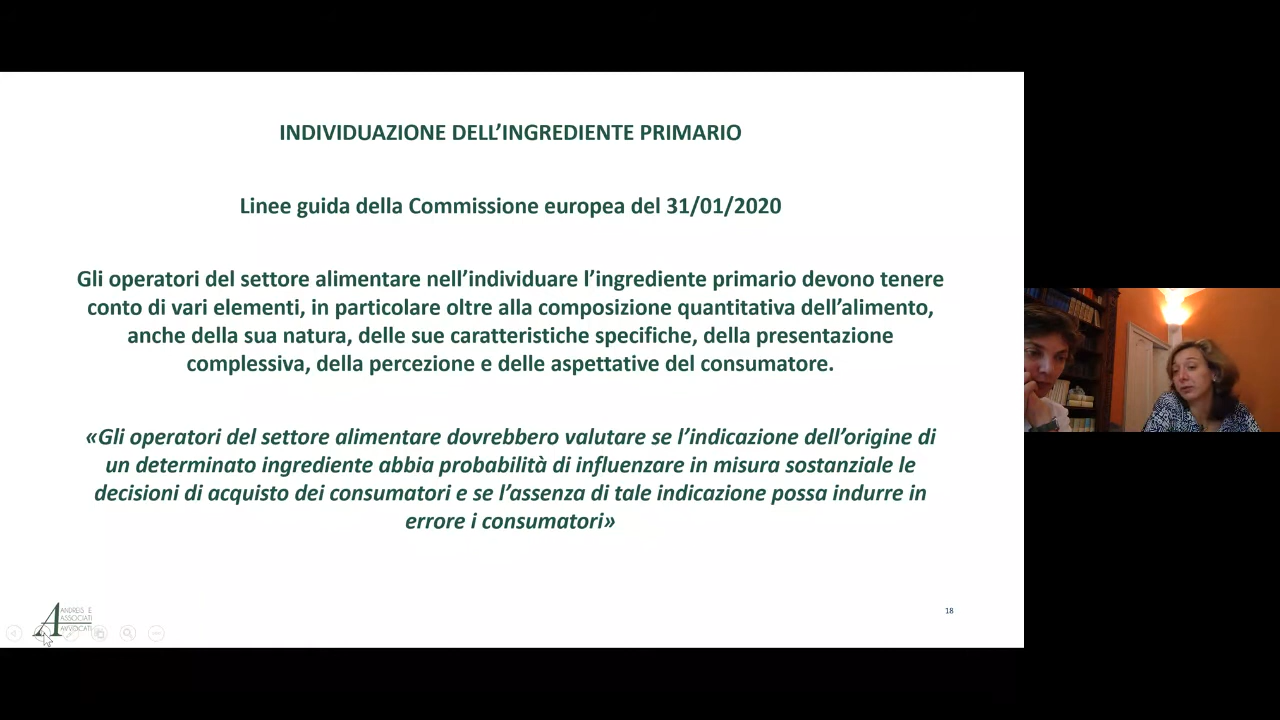 INDIVIDUAZIONE DELL’INGREDIENTE PRIMARIO
Linee guida della Commissione europea del 31/01/2020
Gli operatori del settore alimentare nell’individuare l’ingrediente primario devono tenere
conto di vari elementi, in particolare oltre alla composizione quantitativa dell’alimento,
anche della sua natura, delle sue caratteristiche specifiche, della presentazione
complessiva, della percezione e delle aspettative del consumatore.
«Gli operatori del settore alimentare dovrebbero valutare se l’indicazione dell’origine di
un determinato ingrediente abbia probabilità di influenzare in misura sostanziale le
decisioni di acquisto dei consumatori e se l’assenza di tale indicazione possa indurre in
errore i consumatori»
A
ANDREIS E
ASSOCIATI
AVVOCATI
18